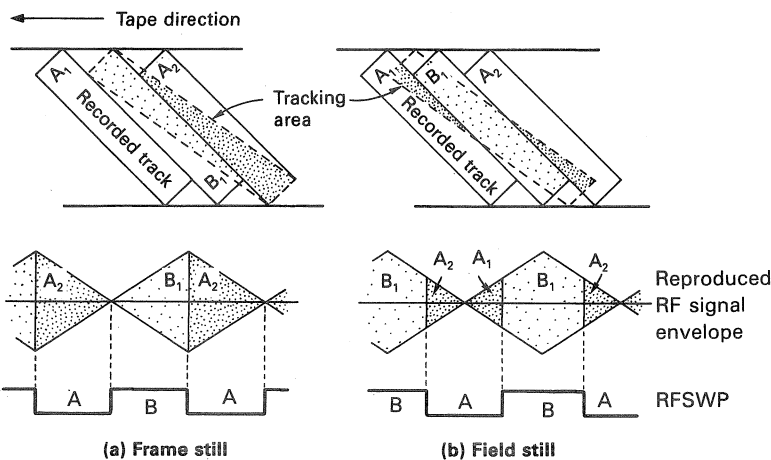 Tape direction
A₁
A₂
Recorded track
B₁
Tracking
area
A₁
B₁
A₂
Recorded track
A₂
B₁
A₂
B₁
A₂
A₁
B₁
A₂
Reproduced
RF signal
envelope
A
B
A
B
A
B
A
RFSWP
(a) Frame still
(b) Field still